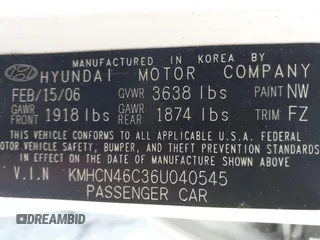 MANUFACTURED IN KOREA BY
HYUNDAI MOTOR COMPANY
FEB/15/06 GVWR 3638 lbs PAINT NW
GAWR FRONT 1918 lbs GAWR REAR 1874 lbs TRIM FZ
THIS VEHICLE CONFORMS TO ALL APPLICABLE U.S.A. FEDERAL
MOTOR VEHICLE SAFETY, BUMPER, AND THEFT PREVENTION
STANDARDS IN EFFECT ON THE DATE OF MANUFACTURE SHOWN ABOVE.
V.I.N KMHCN46C36U040545
PASSENGER CAR
DREAMBID